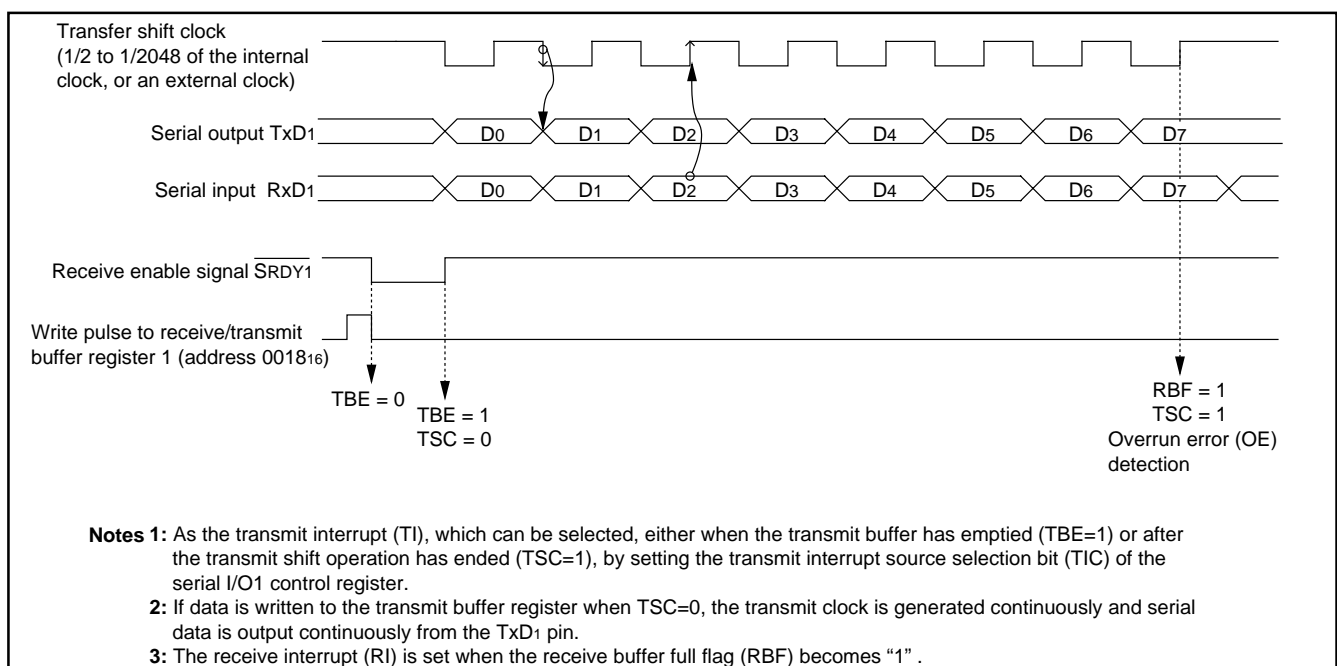 Transfer shift clock
(1/2 to 1/2048 of the internal
clock, or an external clock)
Serial output TxD1
D0 D1 D2 D3 D4 D5 D6 D7
Serial input RxD1
D0 D1 D2 D3 D4 D5 D6 D7
Receive enable signal S̅R̅D̅Y̅1̅
Write pulse to receive/transmit
buffer register 1 (address 001816)
TBE = 0
TBE = 1
TSC = 0
RBF = 1
TSC = 1
Overrun error (OE)
detection
Notes 1: As the transmit interrupt (TI), which can be selected, either when the transmit buffer has emptied (TBE=1) or after
the transmit shift operation has ended (TSC=1), by setting the transmit interrupt source selection bit (TIC) of the
serial I/O1 control register.
2: If data is written to the transmit buffer register when TSC=0, the transmit clock is generated continuously and serial
data is output continuously from the TxD1 pin.
3: The receive interrupt (RI) is set when the receive buffer full flag (RBF) becomes “1” .